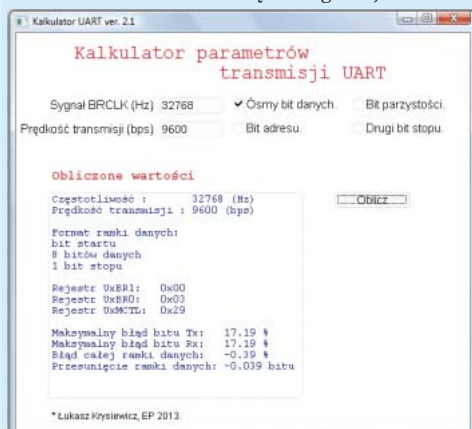 Kalkulator UART ver. 2.1
Kalkulator parametrów
transmisji UART
Sygnał BRCLK (Hz) 32768
Ósmy bit danych.
Bit parzystości.
Prędkość transmisji (bps) 9600
Bit adresu.
Drugi bit stopu.
Obliczone wartości
Oblicz
Częstotliwość : 32768 (Hz)
Prędkość transmisji : 9600 (bps)
Format ramki danych:
bit startu
8 bitów danych
1 bit stopu
Rejestr UxBR1: 0x00
Rejestr UxBR0: 0x03
Rejestr UxMCTL: 0x29
Maksymalny błąd bitu Tx: 17.19 %
Maksymalny błąd bitu Rx: 17.19 %
Błąd całej ramki danych: -0.39 %
Przesunięcie ramki danych: -0.039 bitu
* Łukasz Krysiewicz, EP 2013.